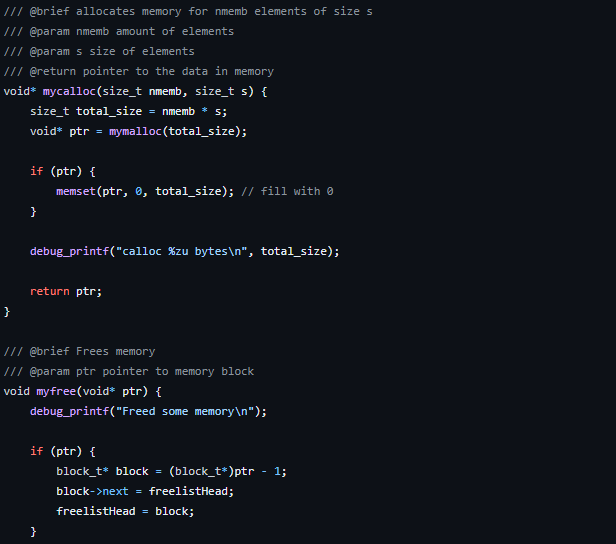 /// @brief allocates memory for nmemb elements of size s
/// @param nmemb amount of elements
/// @param s size of elements
/// @return pointer to the data in memory
void* mycalloc(size_t nmemb, size_t s) {
    size_t total_size = nmemb * s;
    void* ptr = mymalloc(total_size);

    if (ptr) {
        memset(ptr, 0, total_size); // fill with 0
    }

    debug_printf("calloc %zu bytes\n", total_size);

    return ptr;
}

/// @brief Frees memory
/// @param ptr pointer to memory block
void myfree(void* ptr) {
    debug_printf("Freed some memory\n");

    if (ptr) {
        block_t* block = (block_t*)ptr - 1;
        block->next = freelistHead;
        freelistHead = block;
    }